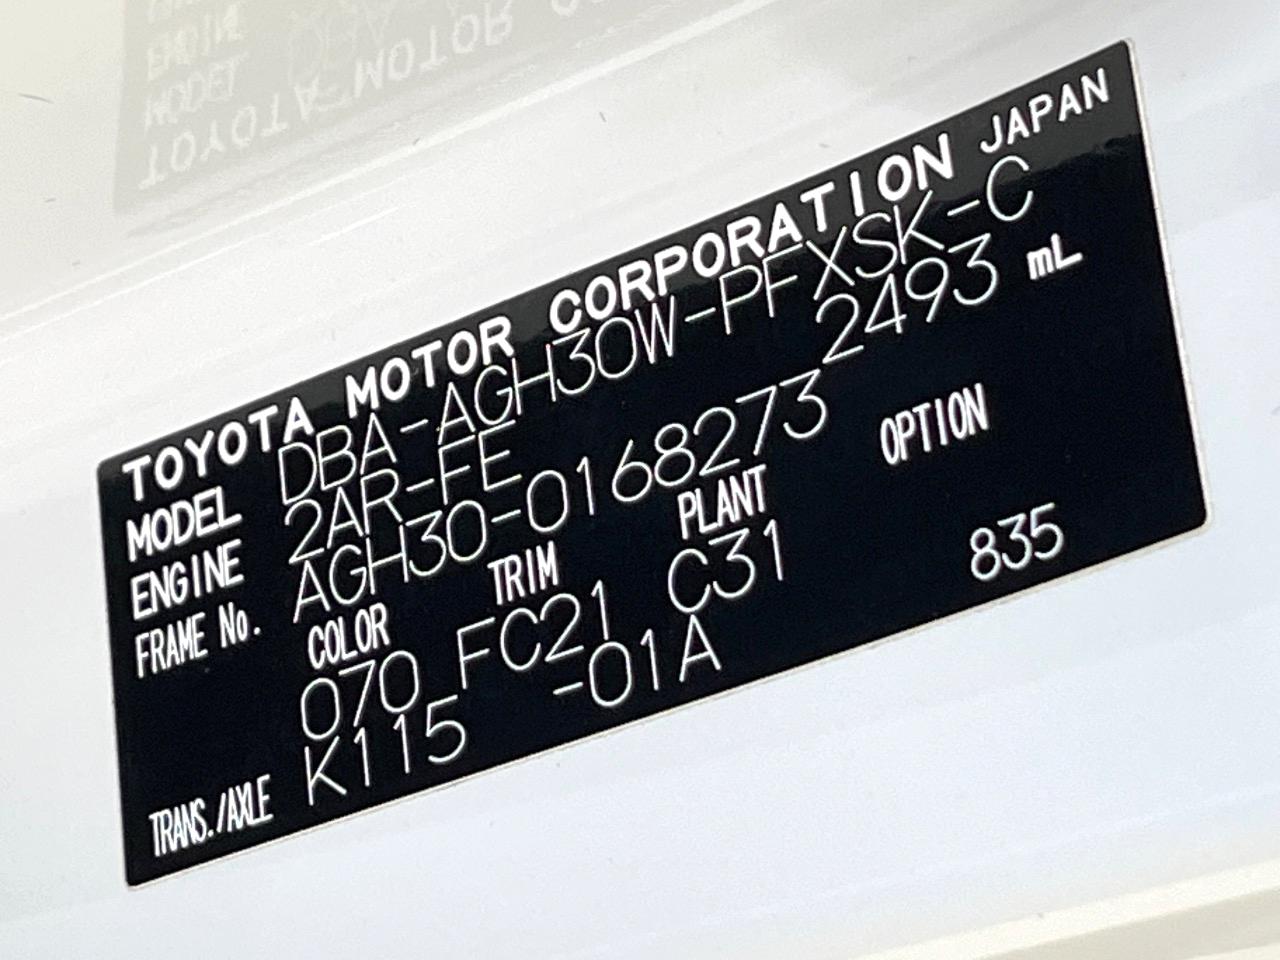 TOYOTA MOTOR CORPORATION JAPAN
MODEL DBA-AGH30W-PFXSK-C
ENGINE 2AR-FE 2493 mL
FRAME No. AGH30-0168273
COLOR TRIM PLANT OPTION
070 FC21 C31 835
TRANS./AXLE K115 -01A